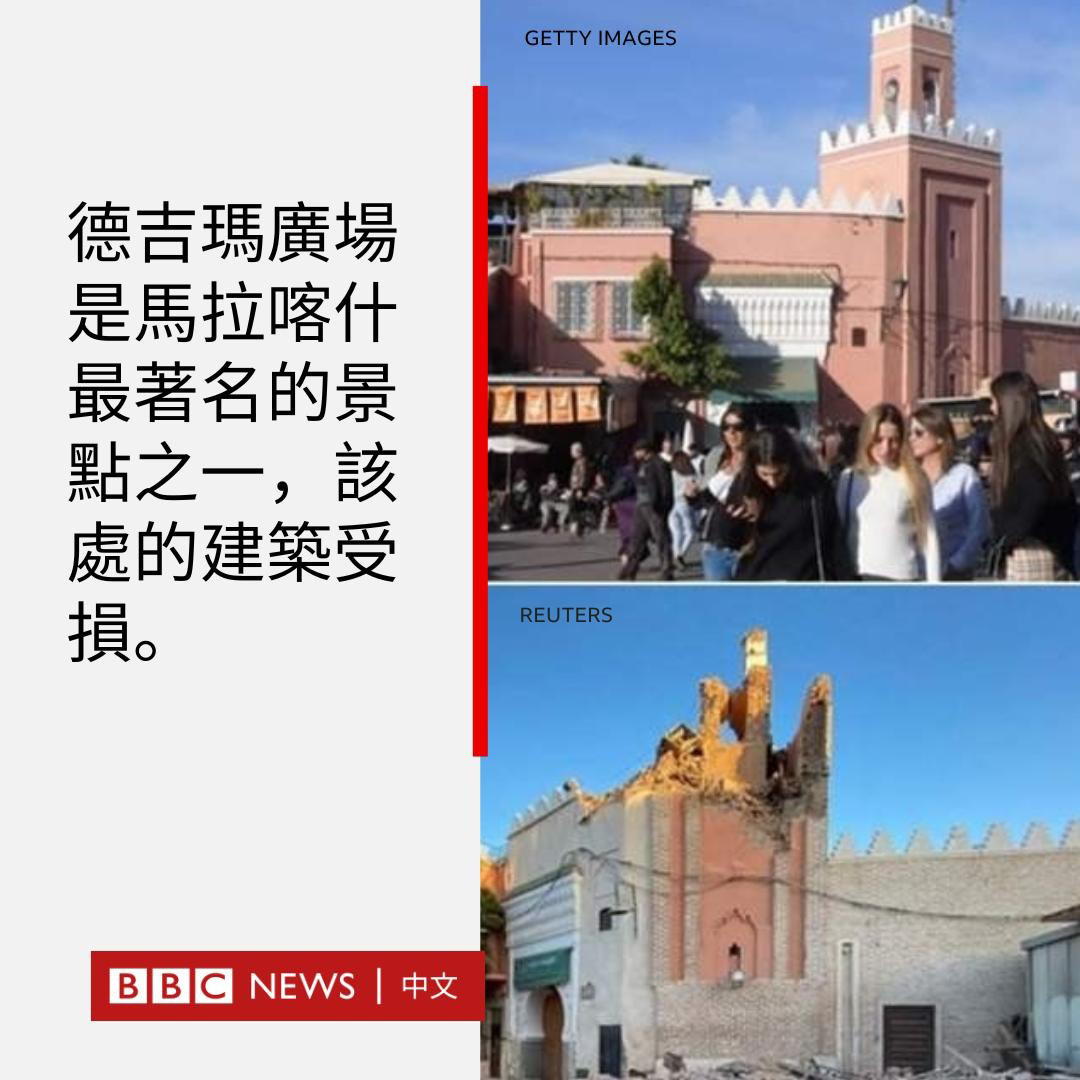 GETTY IMAGES
德吉瑪廣場
是馬拉喀什
最著名的景
點之一，該
處的建築受
損。
REUTERS
BBC NEWS | 中文